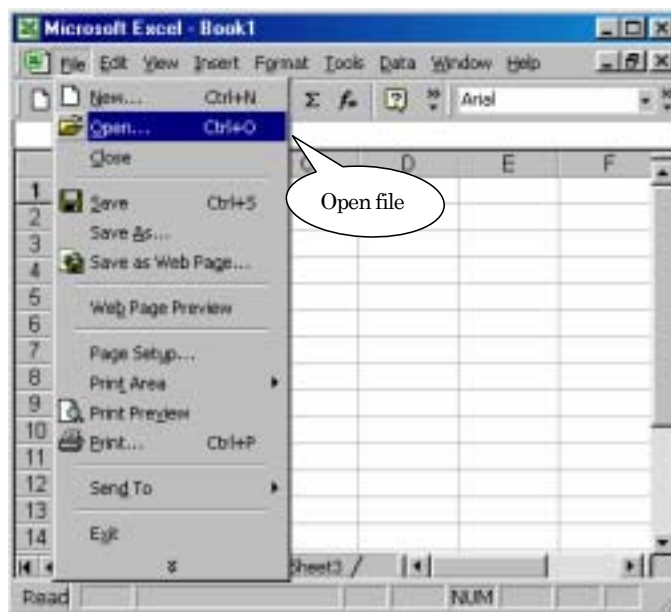 Microsoft Excel - Book1
File Edit View Insert Format Tools Data Window Help
New... Ctrl+N
Σ fx ? » Arial »
Open... Ctrl+O
Close
C D E F
Open file
1
Save Ctrl+S
2
Save As...
3
Save as Web Page...
4
5
Web Page Preview
6
7
Page Setup...
8
Print Area
9
Print Preview
10
Print... Ctrl+P
11
12
Send To
13
14
Exit
Sheet3
Read NUM